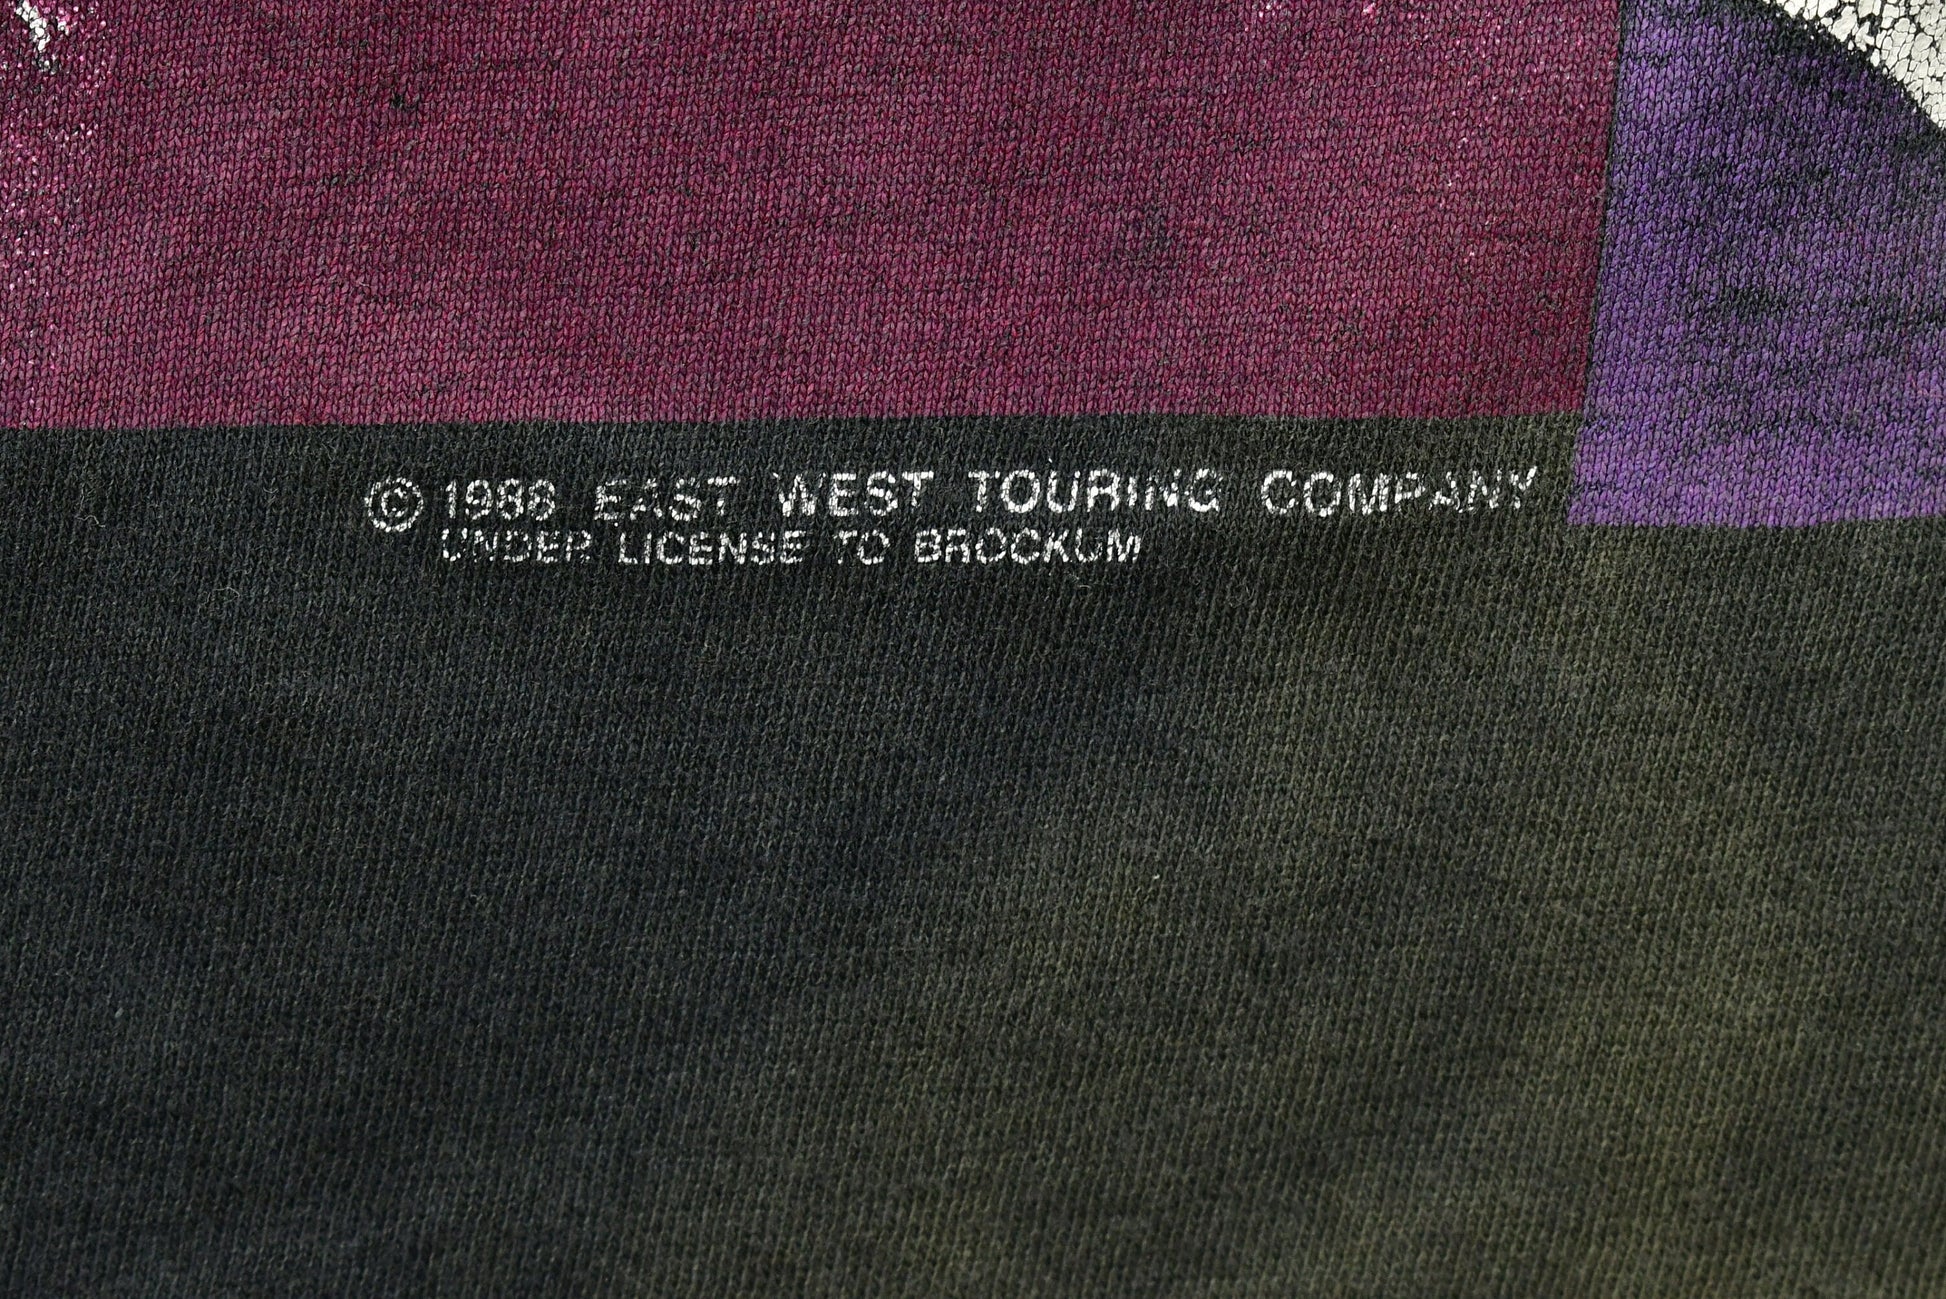 © 1988 EAST WEST TOURING COMPANY
UNDER LICENSE TO BROCKUM